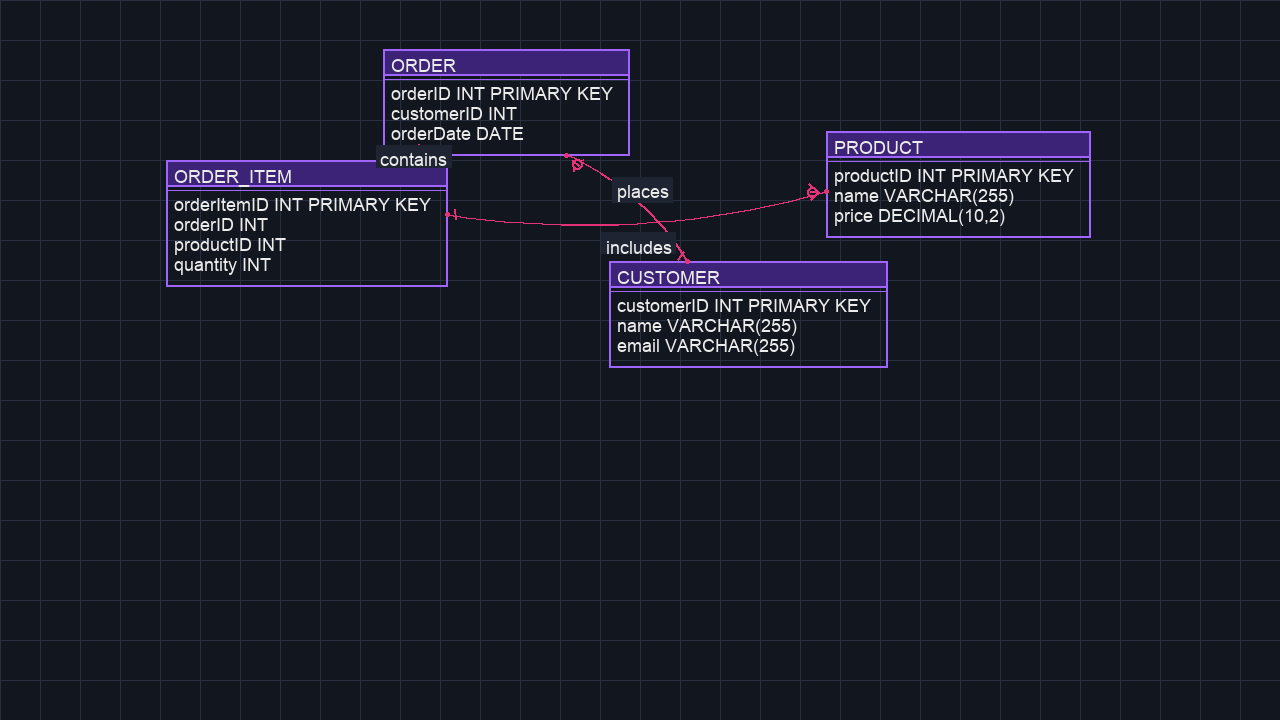 ORDER
orderID INT PRIMARY KEY
customerID INT
orderDate DATE
contains
ORDER_ITEM
orderItemID INT PRIMARY KEY
orderID INT
productID INT
quantity INT
places
includes
PRODUCT
productID INT PRIMARY KEY
name VARCHAR(255)
price DECIMAL(10,2)
CUSTOMER
customerID INT PRIMARY KEY
name VARCHAR(255)
email VARCHAR(255)